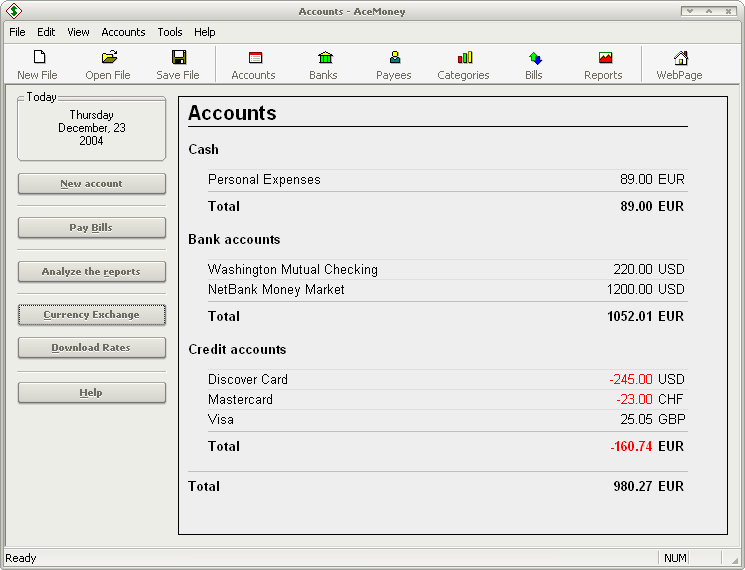 Accounts - AceMoney
File Edit View Accounts Tools Help
New File Open File Save File Accounts Banks Payees Categories Bills Reports WebPage
Today
Thursday
December, 23
2004
New account
Pay Bills
Analyze the reports
Currency Exchange
Download Rates
Help
Accounts
Cash
Personal Expenses 89.00 EUR
Total 89.00 EUR
Bank accounts
Washington Mutual Checking 220.00 USD
NetBank Money Market 1200.00 USD
Total 1052.01 EUR
Credit accounts
Discover Card -245.00 USD
Mastercard -23.00 CHF
Visa 25.05 GBP
Total -160.74 EUR
Total 980.27 EUR
Ready NUM